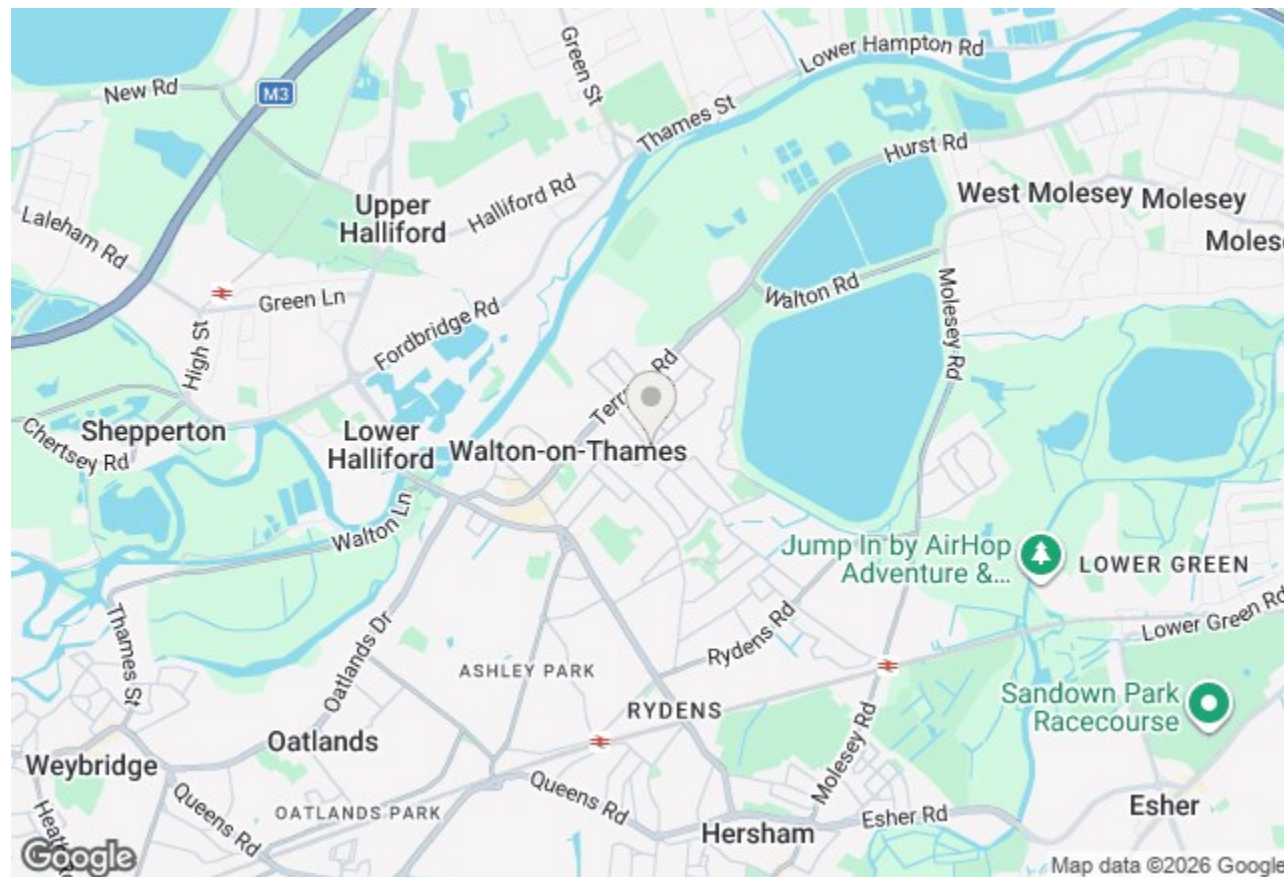 Lower Hampton Rd
Green St
New Rd
M3
Thames St
Hurst Rd
West Molesey
Molesey
Upper
Halliford
Halliford Rd
Laleham Rd
Green Ln
Walton Rd
Molesey Rd
High St
Fordbridge Rd
Chertsey Rd
Shepperton
Lower
Halliford
Walton-on-Thames
Walton Ln
Jump In by AirHop
Adventure &...
LOWER GREEN
Thames St
Oatlands Dr
Rydens Rd
Lower Green Rd
ASHLEY PARK
RYDENS
Sandown Park
Racecourse
Molesey Rd
Oatlands
Weybridge
Queens Rd
Queens Rd
OATLANDS PARK
Hersham
Esher Rd
Esher
Google
Map data ©2026 Google